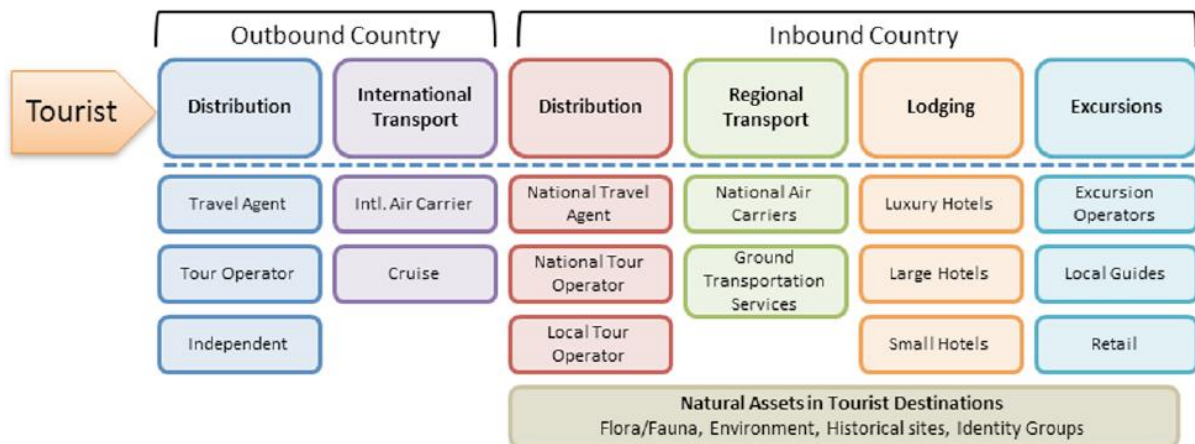 Outbound Country
Inbound Country
Tourist
Distribution
International
Transport
Distribution
Regional
Transport
Lodging
Excursions
Travel Agent
Intl. Air Carrier
National Travel
Agent
National Air
Carriers
Luxury Hotels
Excursion
Operators
Tour Operator
Cruise
National Tour
Operator
Ground
Transportation
Services
Large Hotels
Local Guides
Independent
Local Tour
Operator
Small Hotels
Retail
Natural Assets in Tourist Destinations
Flora/Fauna, Environment, Historical sites, Identity Groups